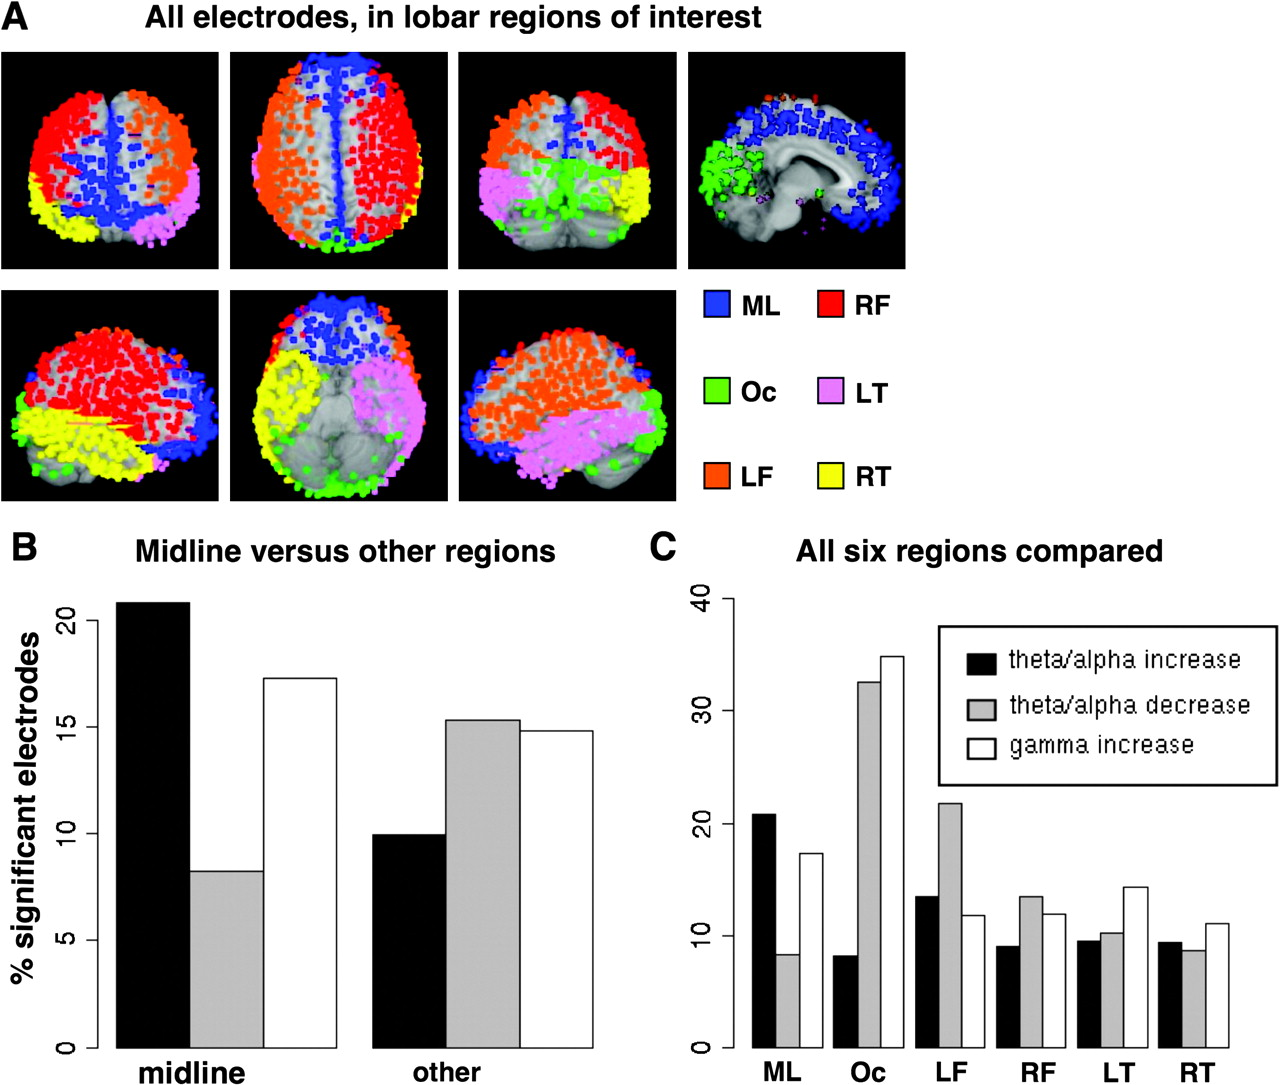 A
All electrodes, in lobar regions of interest
ML
RF
Oc
LT
LF
RT
B
Midline versus other regions
% significant electrodes
20
15
10
5
0
midline
other
C
All six regions compared
40
30
20
10
0
theta/alpha increase
theta/alpha decrease
gamma increase
ML
Oc
LF
RF
LT
RT